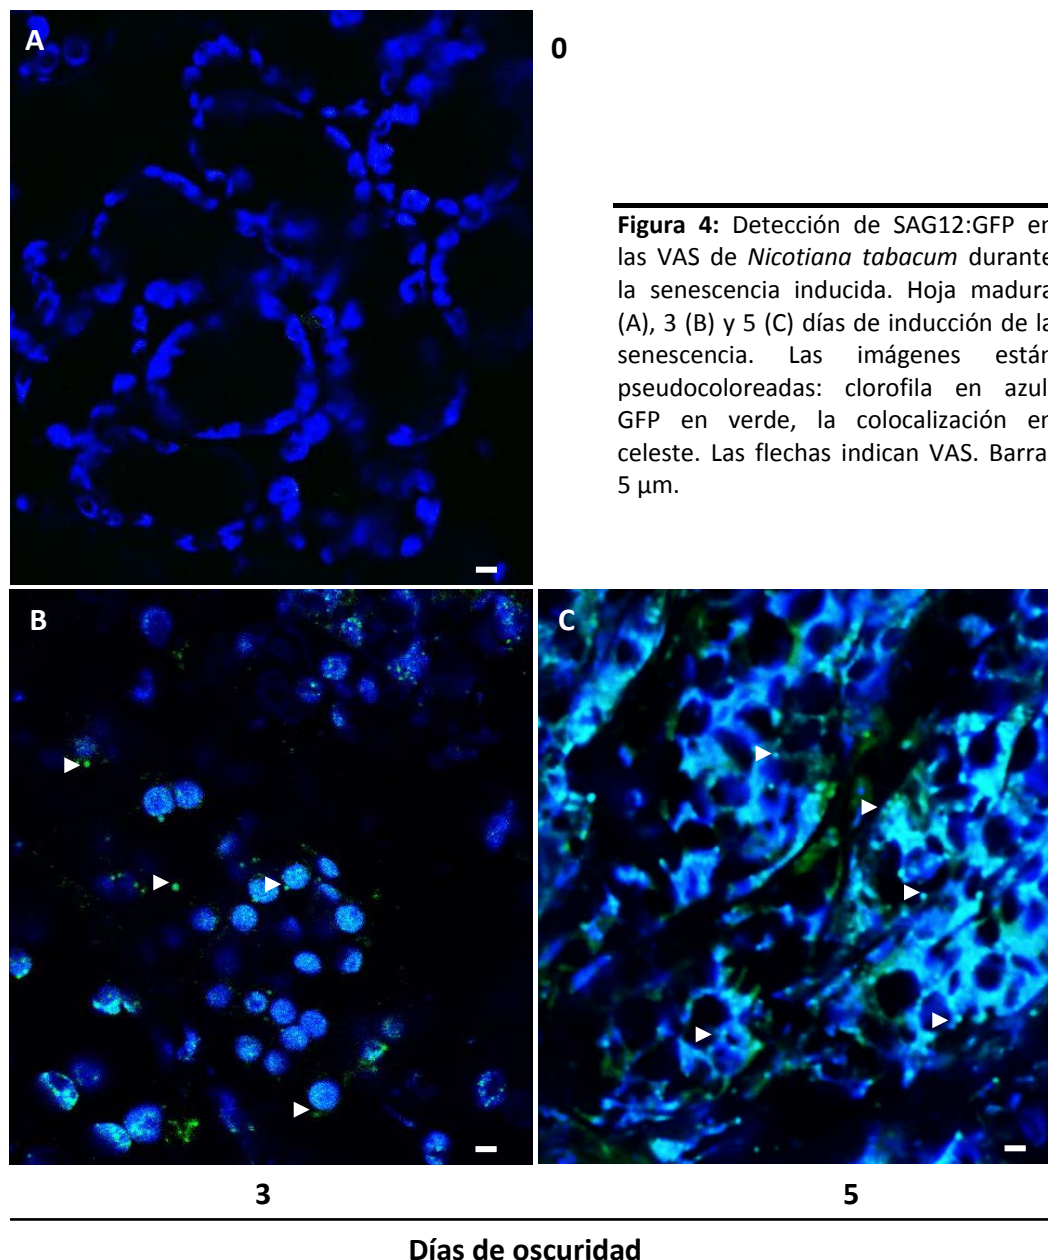 A
0
Figura 4: Detección de SAG12:GFP en
las VAS de Nicotiana tabacum durante
la senescencia inducida. Hoja madura
(A), 3 (B) y 5 (C) días de inducción de la
senescencia. Las imágenes están
pseudocoloreadas: clorofila en azul,
GFP en verde, la colocalización en
celeste. Las flechas indican VAS. Barra,
5 µm.
B
C
3
5
Días de oscuridad